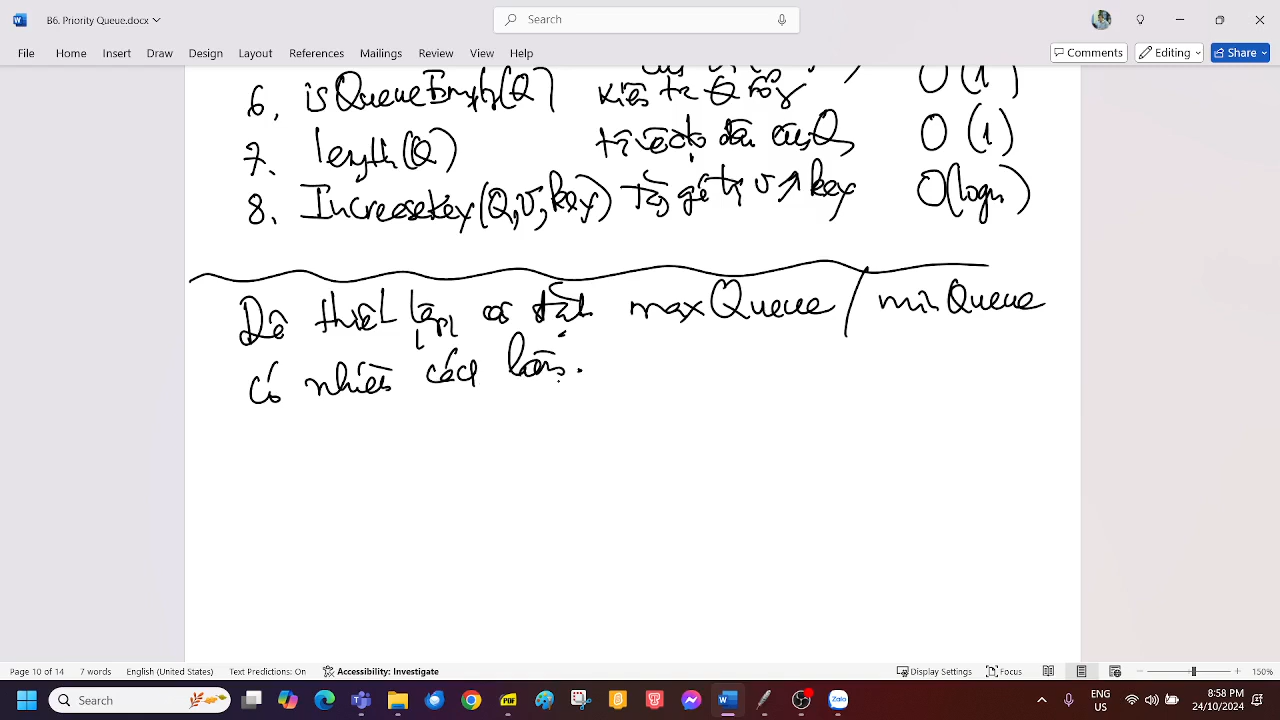 B6. Priority Queue.docx
Search
File Home Insert Draw Design Layout References Mailings Review View Help
Comments Editing Share
O(1)
6. isQueueEmpty(Q) kiểm tra Q rỗng
7. length(Q) trả về độ dài của Q O(1)
8. IncreaseKey(Q,v,key) tăng giá trị v ↗ key O(logn)
Để thiết lập cài đặt maxQueue / minQueue
có nhiều cách làm.
Page 10 of 14 7 words English (United States) Text Predictions: On Accessibility: Investigate Display Settings Focus 150%
Search PDF Zalo ENG US 8:58 PM 24/10/2024